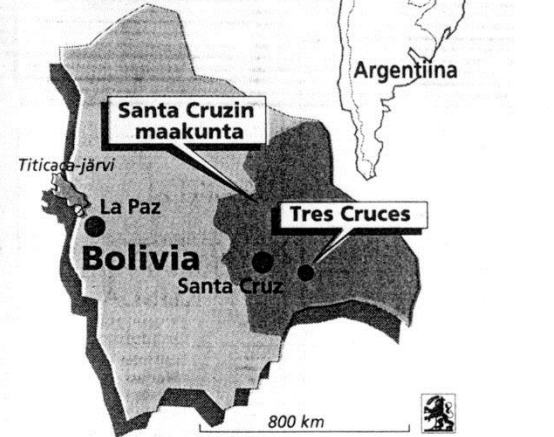 Argentiina
Santa Cruzin
maakunta
Titicaca-järvi
La Paz
Tres Cruces
Bolivia
Santa Cruz
800 km